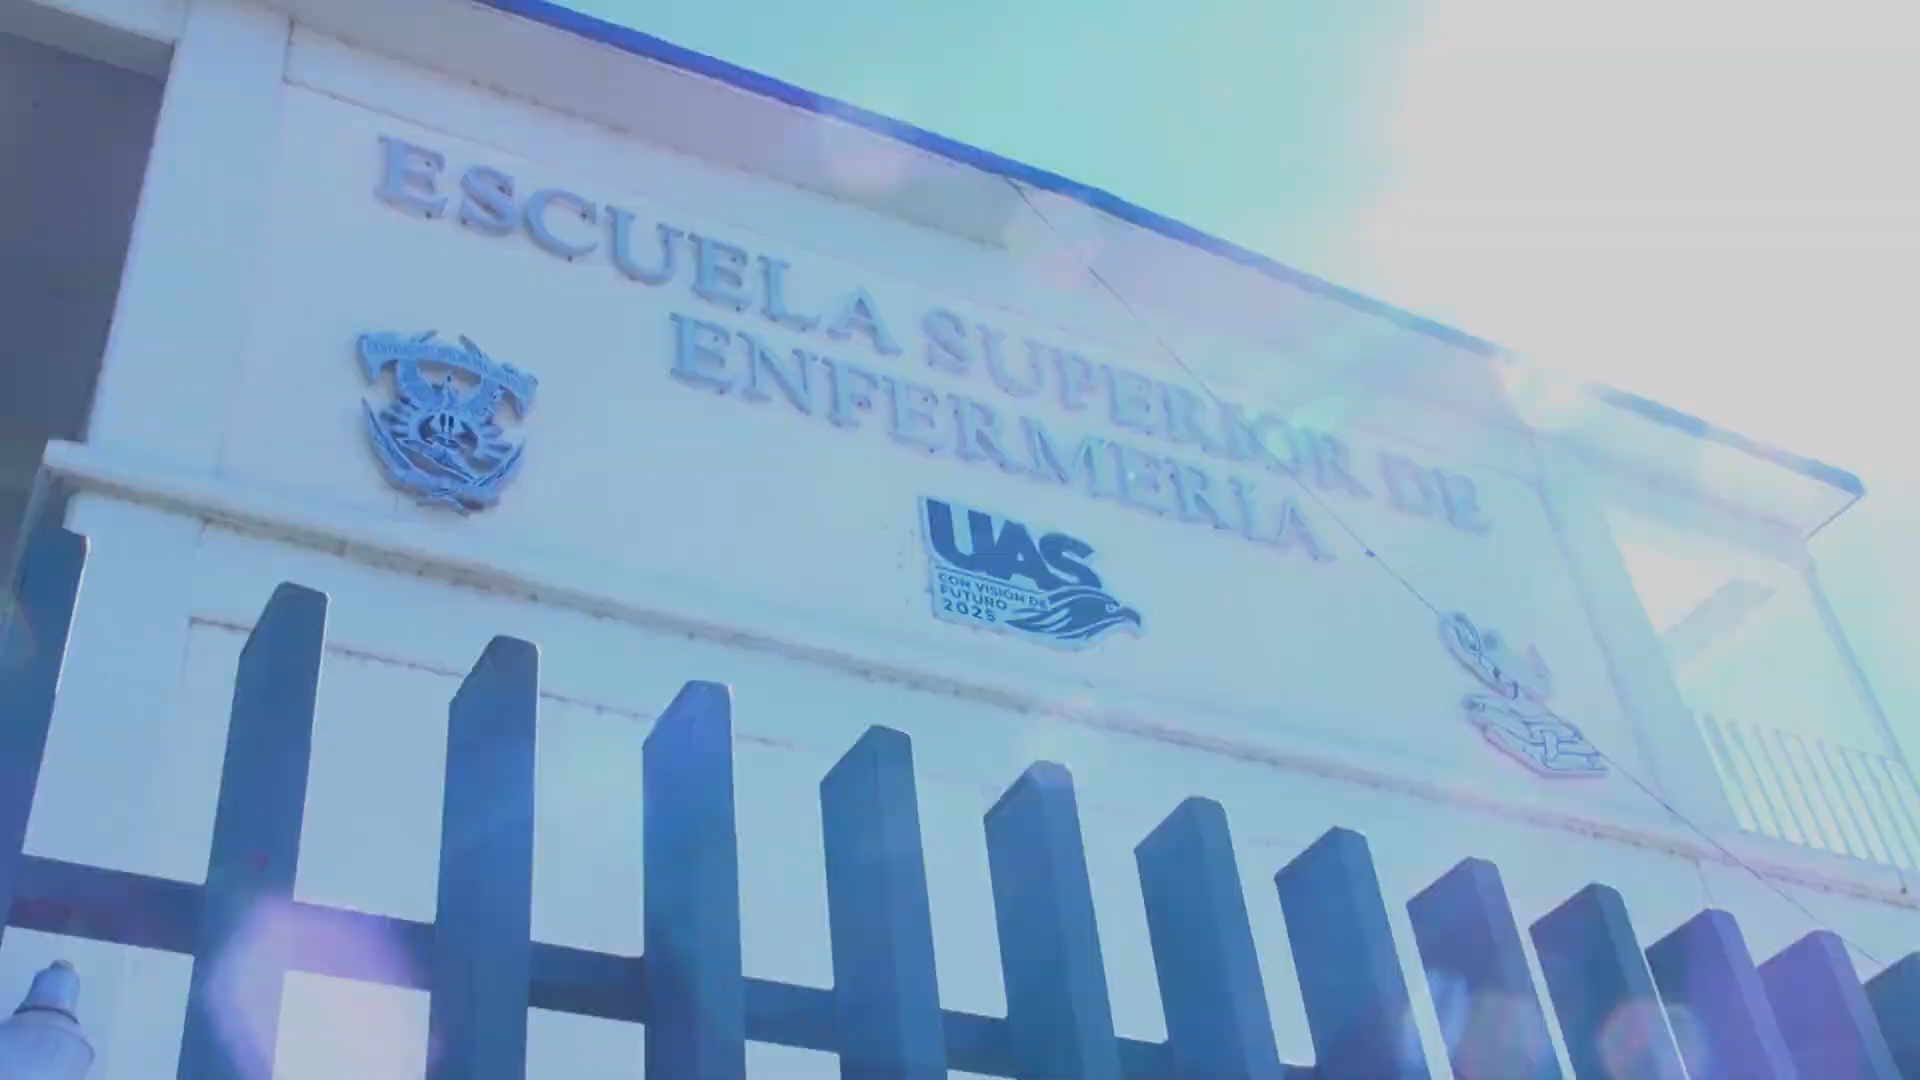 ESCUELA SUPERIOR DE
ENFERMERIA
UAS
CON VISIÓN DE
FUTURO
2025